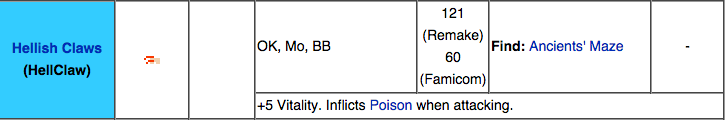 Hellish Claws
(HellClaw)
OK, Mo, BB
121
(Remake)
60
(Famicom)
Find: Ancients' Maze
-
+5 Vitality. Inflicts Poison when attacking.